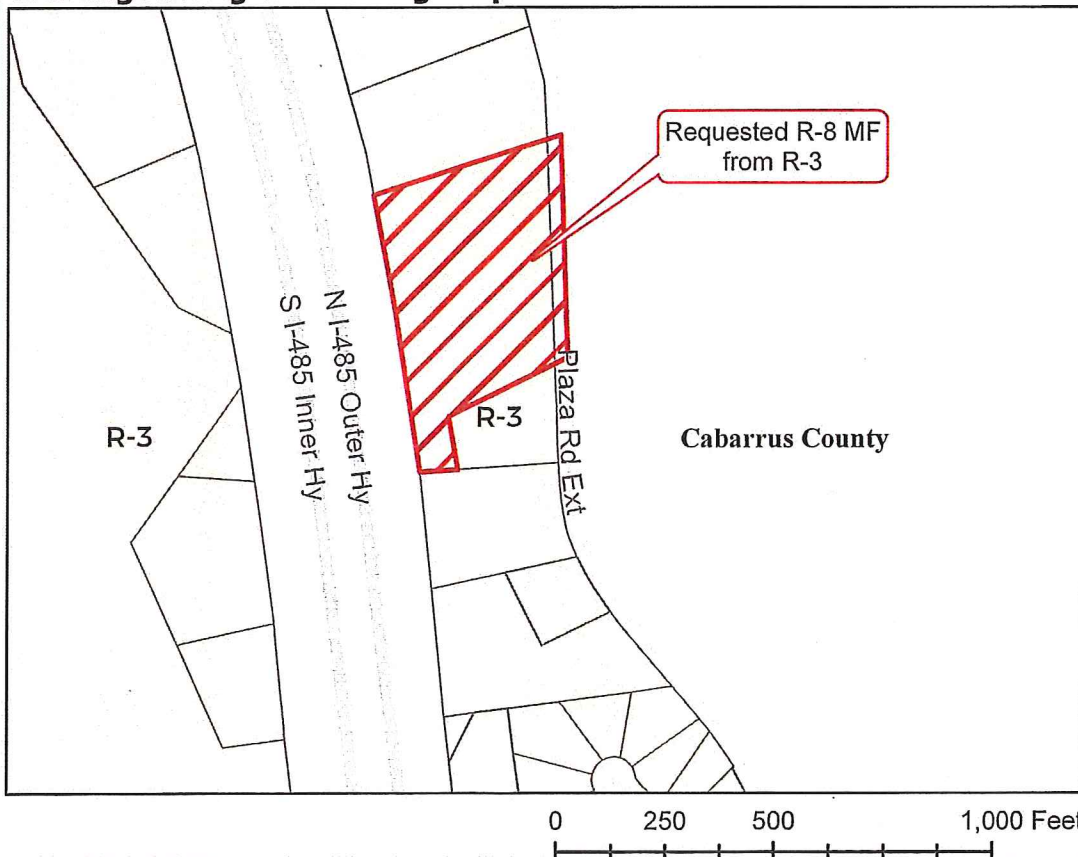 Requested R-8 MF
from R-3
N I-485 Outer Hy
S I-485 Inner Hy
Plaza Rd Ext
R-3
R-3
Cabarrus County
0 250 500 1,000 Feet